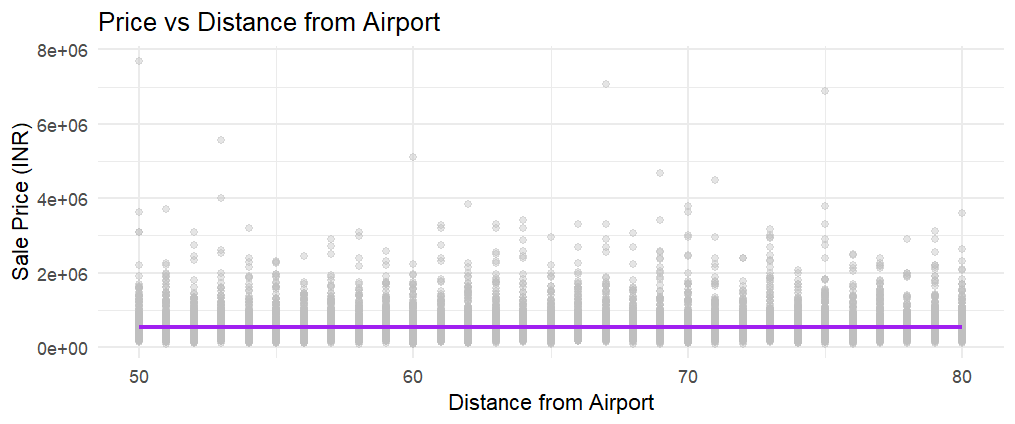 Price vs Distance from Airport
8e+06
6e+06
4e+06
2e+06
0e+00
Sale Price (INR)
50 60 70 80
Distance from Airport